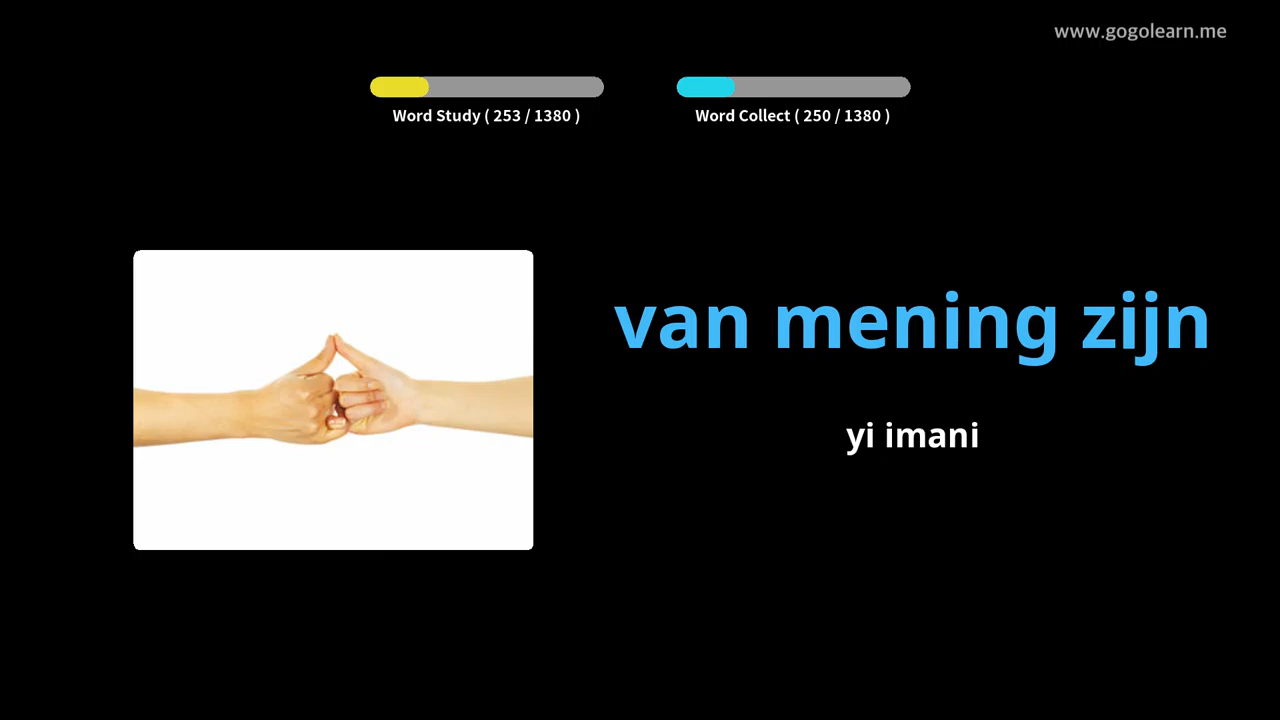 www.gogolearn.me
Word Study ( 253 / 1380 )
Word Collect ( 250 / 1380 )
van mening zijn
yi imani